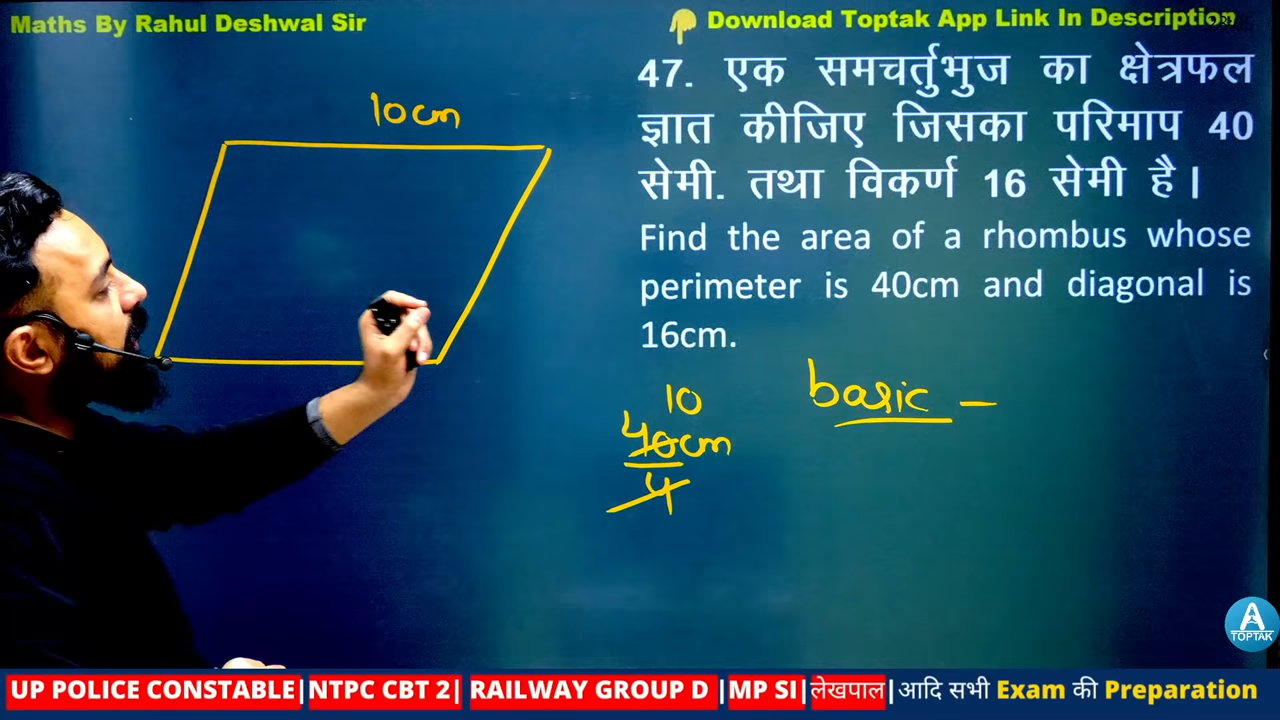 Maths By Rahul Deshwal Sir
Download Toptak App Link In Description
47. एक समचर्तुभुज का क्षेत्रफल
ज्ञात कीजिए जिसका परिमाप 40
सेमी. तथा विकर्ण 16 सेमी है।
Find the area of a rhombus whose
perimeter is 40cm and diagonal is
16cm.
10cm
basic –
10
40cm
4
A
TOPTAK
UP POLICE CONSTABLE| NTPC CBT 2| RAILWAY GROUP D |MP SI|लेखपाल|आदि सभी Exam की Preparation